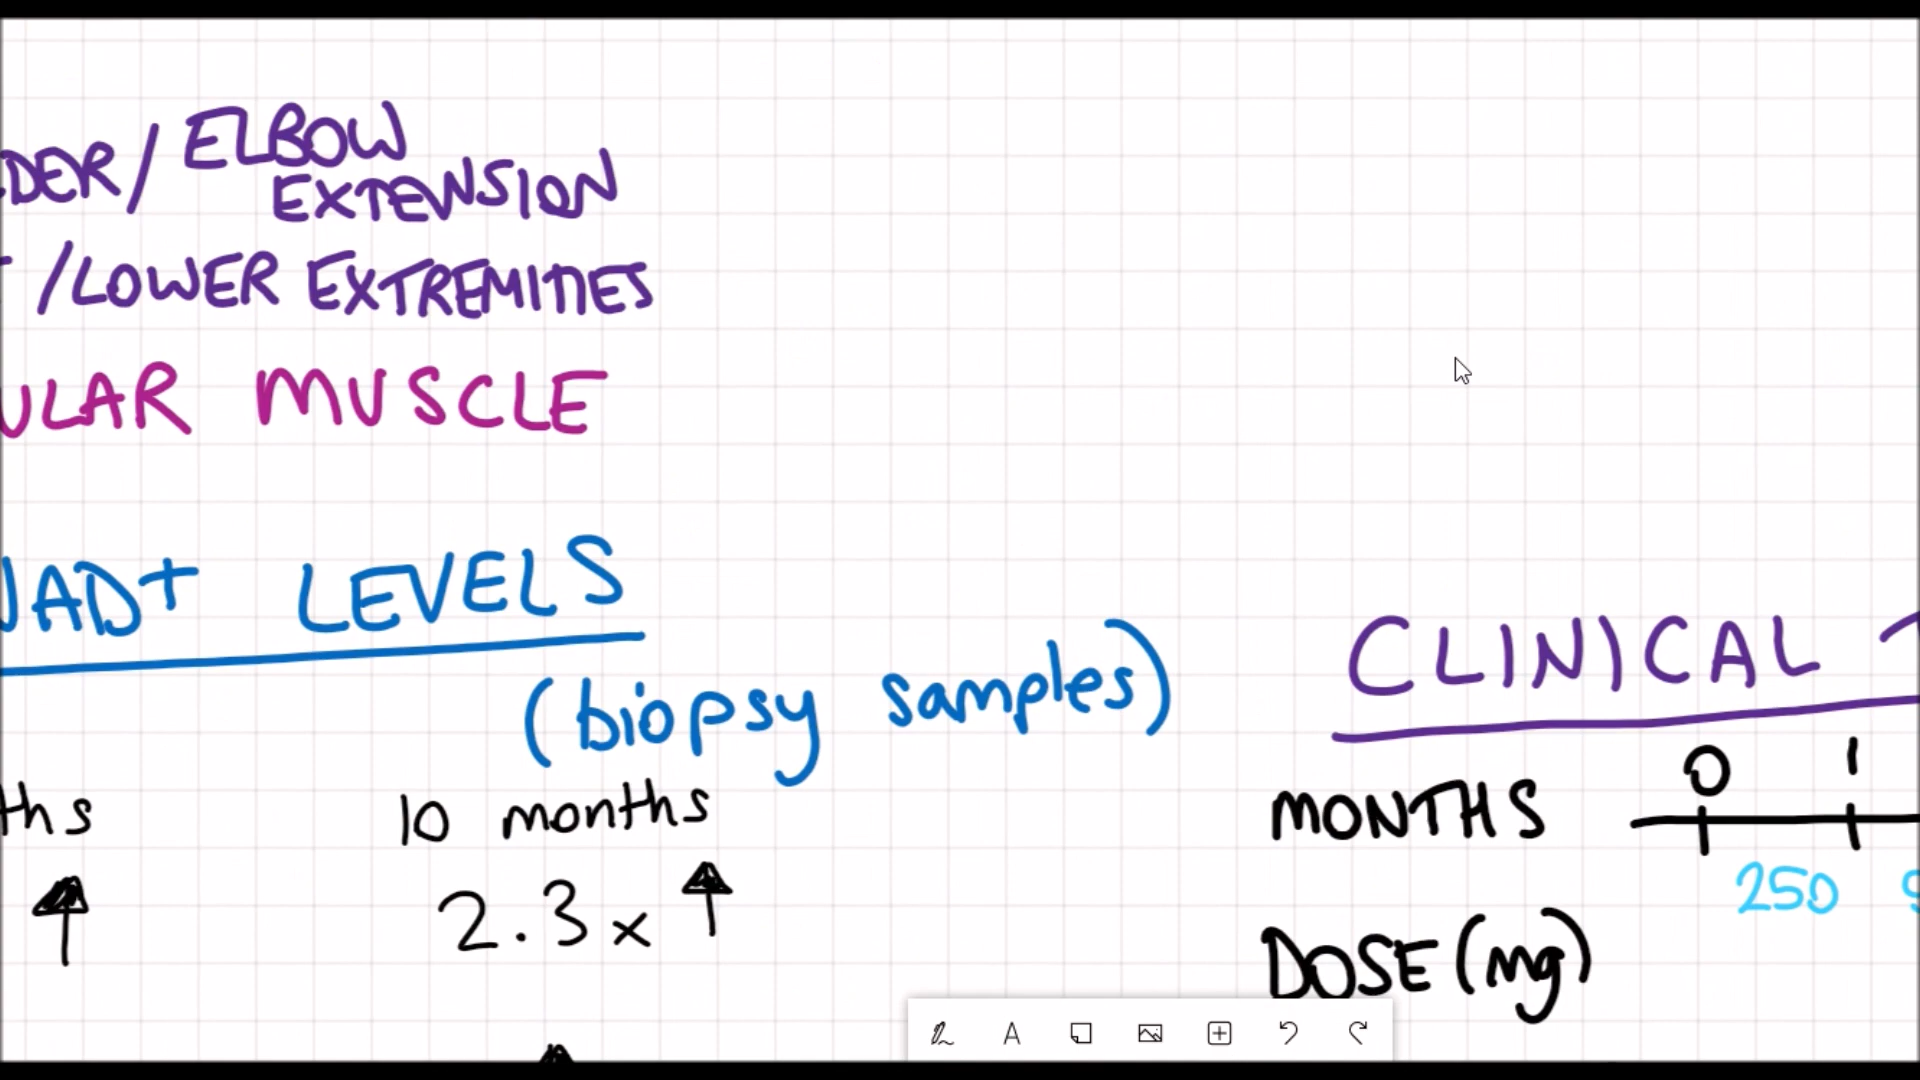 DER/ ELBOW
EXTENSION
/LOWER EXTREMITIES
ULAR MUSCLE
NAD+ LEVELS
(biopsy samples)
CLINICAL
ths
10 months
2.3x
MONTHS
0 1
250
DOSE (mg)
A